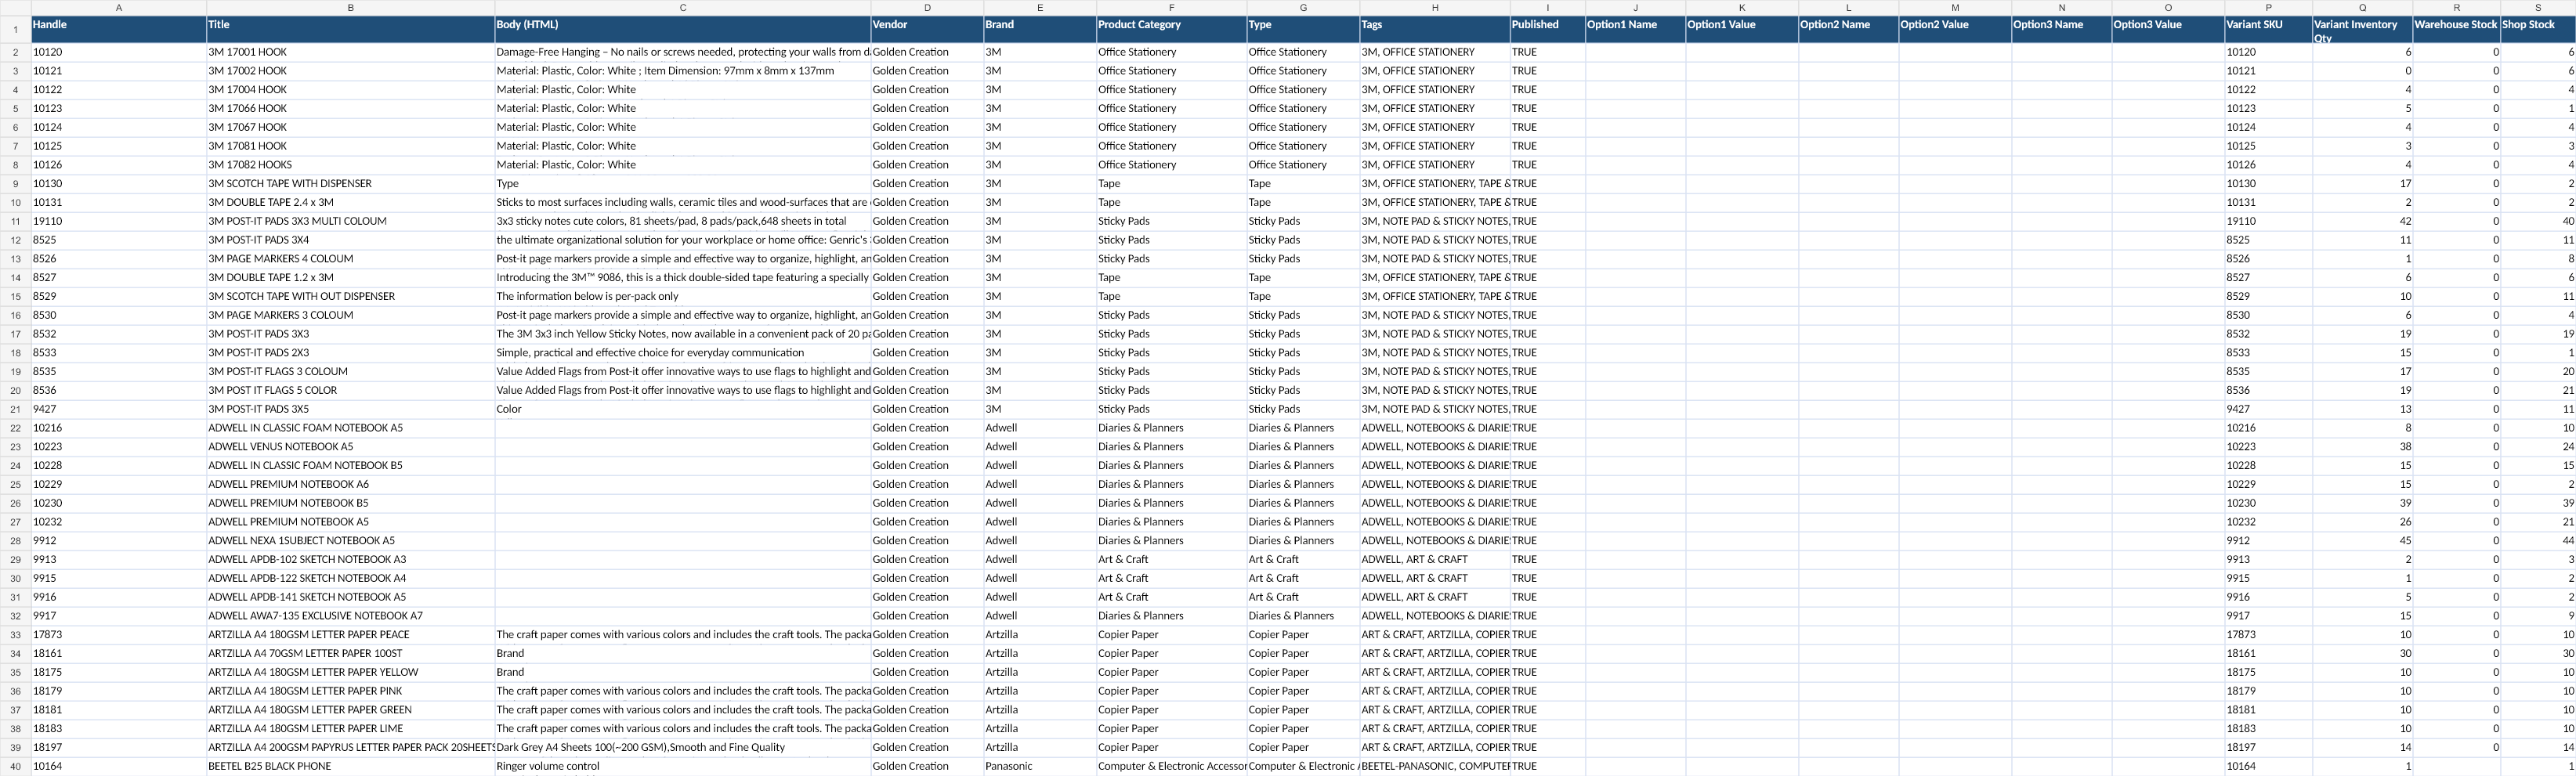 A B C D E F G H I J K L M N O P Q R S
1 Handle Title Body (HTML) Vendor Brand Product Category Type Tags Published Option1 Name Option1 Value Option2 Name Option2 Value Option3 Name Option3 Value Variant SKU Variant Inventory Qty Warehouse Stock Shop Stock
2 10120 3M 17001 HOOK Damage-Free Hanging – No nails or screws needed, protecting your walls from d Golden Creation 3M Office Stationery Office Stationery 3M, OFFICE STATIONERY TRUE 10120 6 0 6
3 10121 3M 17002 HOOK Material: Plastic, Color: White ; Item Dimension: 97mm x 8mm x 137mm Golden Creation 3M Office Stationery Office Stationery 3M, OFFICE STATIONERY TRUE 10121 0 0 6
4 10122 3M 17004 HOOK Material: Plastic, Color: White Golden Creation 3M Office Stationery Office Stationery 3M, OFFICE STATIONERY TRUE 10122 4 0 4
5 10123 3M 17066 HOOK Material: Plastic, Color: White Golden Creation 3M Office Stationery Office Stationery 3M, OFFICE STATIONERY TRUE 10123 5 0 1
6 10124 3M 17067 HOOK Material: Plastic, Color: White Golden Creation 3M Office Stationery Office Stationery 3M, OFFICE STATIONERY TRUE 10124 4 0 4
7 10125 3M 17081 HOOK Material: Plastic, Color: White Golden Creation 3M Office Stationery Office Stationery 3M, OFFICE STATIONERY TRUE 10125 3 0 3
8 10126 3M 17082 HOOKS Material: Plastic, Color: White Golden Creation 3M Office Stationery Office Stationery 3M, OFFICE STATIONERY TRUE 10126 4 0 4
9 10130 3M SCOTCH TAPE WITH DISPENSER Type Golden Creation 3M Tape Tape 3M, OFFICE STATIONERY, TAPE & TRUE 10130 17 0 2
10 10131 3M DOUBLE TAPE 2.4 x 3M Sticks to most surfaces including walls, ceramic tiles and wood-surfaces that are Golden Creation 3M Tape Tape 3M, OFFICE STATIONERY, TAPE & TRUE 10131 2 0 2
11 19110 3M POST-IT PADS 3X3 MULTI COLOUM 3x3 sticky notes cute colors, 81 sheets/pad, 8 pads/pack,648 sheets in total Golden Creation 3M Sticky Pads Sticky Pads 3M, NOTE PAD & STICKY NOTES, TRUE 19110 42 0 40
12 8525 3M POST-IT PADS 3X4 the ultimate organizational solution for your workplace or home office: Genric's Golden Creation 3M Sticky Pads Sticky Pads 3M, NOTE PAD & STICKY NOTES, TRUE 8525 11 0 11
13 8526 3M PAGE MARKERS 4 COLOUM Post-it page markers provide a simple and effective way to organize, highlight, an Golden Creation 3M Sticky Pads Sticky Pads 3M, NOTE PAD & STICKY NOTES, TRUE 8526 1 0 8
14 8527 3M DOUBLE TAPE 1.2 x 3M Introducing the 3M™ 9086, this is a thick double-sided tape featuring a specially Golden Creation 3M Tape Tape 3M, OFFICE STATIONERY, TAPE & TRUE 8527 6 0 6
15 8529 3M SCOTCH TAPE WITH OUT DISPENSER The information below is per-pack only Golden Creation 3M Tape Tape 3M, OFFICE STATIONERY, TAPE & TRUE 8529 10 0 11
16 8530 3M PAGE MARKERS 3 COLOUM Post-it page markers provide a simple and effective way to organize, highlight, an Golden Creation 3M Sticky Pads Sticky Pads 3M, NOTE PAD & STICKY NOTES, TRUE 8530 6 0 4
17 8532 3M POST-IT PADS 3X3 The 3M 3x3 inch Yellow Sticky Notes, now available in a convenient pack of 20 pa Golden Creation 3M Sticky Pads Sticky Pads 3M, NOTE PAD & STICKY NOTES, TRUE 8532 19 0 19
18 8533 3M POST-IT PADS 2X3 Simple, practical and effective choice for everyday communication Golden Creation 3M Sticky Pads Sticky Pads 3M, NOTE PAD & STICKY NOTES, TRUE 8533 15 0 1
19 8535 3M POST-IT FLAGS 3 COLOUM Value Added Flags from Post-it offer innovative ways to use flags to highlight and Golden Creation 3M Sticky Pads Sticky Pads 3M, NOTE PAD & STICKY NOTES, TRUE 8535 17 0 20
20 8536 3M POST IT FLAGS 5 COLOR Value Added Flags from Post-it offer innovative ways to use flags to highlight and Golden Creation 3M Sticky Pads Sticky Pads 3M, NOTE PAD & STICKY NOTES, TRUE 8536 19 0 21
21 9427 3M POST-IT PADS 3X5 Color Golden Creation 3M Sticky Pads Sticky Pads 3M, NOTE PAD & STICKY NOTES, TRUE 9427 13 0 11
22 10216 ADWELL IN CLASSIC FOAM NOTEBOOK A5 Golden Creation Adwell Diaries & Planners Diaries & Planners ADWELL, NOTEBOOKS & DIARIE TRUE 10216 8 0 10
23 10223 ADWELL VENUS NOTEBOOK A5 Golden Creation Adwell Diaries & Planners Diaries & Planners ADWELL, NOTEBOOKS & DIARIE TRUE 10223 38 0 24
24 10228 ADWELL IN CLASSIC FOAM NOTEBOOK B5 Golden Creation Adwell Diaries & Planners Diaries & Planners ADWELL, NOTEBOOKS & DIARIE TRUE 10228 15 0 15
25 10229 ADWELL PREMIUM NOTEBOOK A6 Golden Creation Adwell Diaries & Planners Diaries & Planners ADWELL, NOTEBOOKS & DIARIE TRUE 10229 15 0 2
26 10230 ADWELL PREMIUM NOTEBOOK B5 Golden Creation Adwell Diaries & Planners Diaries & Planners ADWELL, NOTEBOOKS & DIARIE TRUE 10230 39 0 39
27 10232 ADWELL PREMIUM NOTEBOOK A5 Golden Creation Adwell Diaries & Planners Diaries & Planners ADWELL, NOTEBOOKS & DIARIE TRUE 10232 26 0 21
28 9912 ADWELL NEXA 1SUBJECT NOTEBOOK A5 Golden Creation Adwell Diaries & Planners Diaries & Planners ADWELL, NOTEBOOKS & DIARIE TRUE 9912 45 0 44
29 9913 ADWELL APDB-102 SKETCH NOTEBOOK A3 Golden Creation Adwell Art & Craft Art & Craft ADWELL, ART & CRAFT TRUE 9913 2 0 3
30 9915 ADWELL APDB-122 SKETCH NOTEBOOK A4 Golden Creation Adwell Art & Craft Art & Craft ADWELL, ART & CRAFT TRUE 9915 1 0 2
31 9916 ADWELL APDB-141 SKETCH NOTEBOOK A5 Golden Creation Adwell Art & Craft Art & Craft ADWELL, ART & CRAFT TRUE 9916 5 0 2
32 9917 ADWELL AWA7-135 EXCLUSIVE NOTEBOOK A7 Golden Creation Adwell Diaries & Planners Diaries & Planners ADWELL, NOTEBOOKS & DIARIE TRUE 9917 15 0 9
33 17873 ARTZILLA A4 180GSM LETTER PAPER PEACE The craft paper comes with various colors and includes the craft tools. The packa Golden Creation Artzilla Copier Paper Copier Paper ART & CRAFT, ARTZILLA, COPIER TRUE 17873 10 0 10
34 18161 ARTZILLA A4 70GSM LETTER PAPER 100ST Brand Golden Creation Artzilla Copier Paper Copier Paper ART & CRAFT, ARTZILLA, COPIER TRUE 18161 30 0 30
35 18175 ARTZILLA A4 180GSM LETTER PAPER YELLOW Brand Golden Creation Artzilla Copier Paper Copier Paper ART & CRAFT, ARTZILLA, COPIER TRUE 18175 10 0 10
36 18179 ARTZILLA A4 180GSM LETTER PAPER PINK The craft paper comes with various colors and includes the craft tools. The packa Golden Creation Artzilla Copier Paper Copier Paper ART & CRAFT, ARTZILLA, COPIER TRUE 18179 10 0 10
37 18181 ARTZILLA A4 180GSM LETTER PAPER GREEN The craft paper comes with various colors and includes the craft tools. The packa Golden Creation Artzilla Copier Paper Copier Paper ART & CRAFT, ARTZILLA, COPIER TRUE 18181 10 0 10
38 18183 ARTZILLA A4 180GSM LETTER PAPER LIME The craft paper comes with various colors and includes the craft tools. The packa Golden Creation Artzilla Copier Paper Copier Paper ART & CRAFT, ARTZILLA, COPIER TRUE 18183 10 0 10
39 18197 ARTZILLA A4 200GSM PAPYRUS LETTER PAPER PACK 20SHEETS Dark Grey A4 Sheets 100(~200 GSM),Smooth and Fine Quality Golden Creation Artzilla Copier Paper Copier Paper ART & CRAFT, ARTZILLA, COPIER TRUE 18197 14 0 14
40 10164 BEETEL B25 BLACK PHONE Ringer volume control Golden Creation Panasonic Computer & Electronic Accessor Computer & Electronic BEETEL-PANASONIC, COMPUTER TRUE 10164 1 1